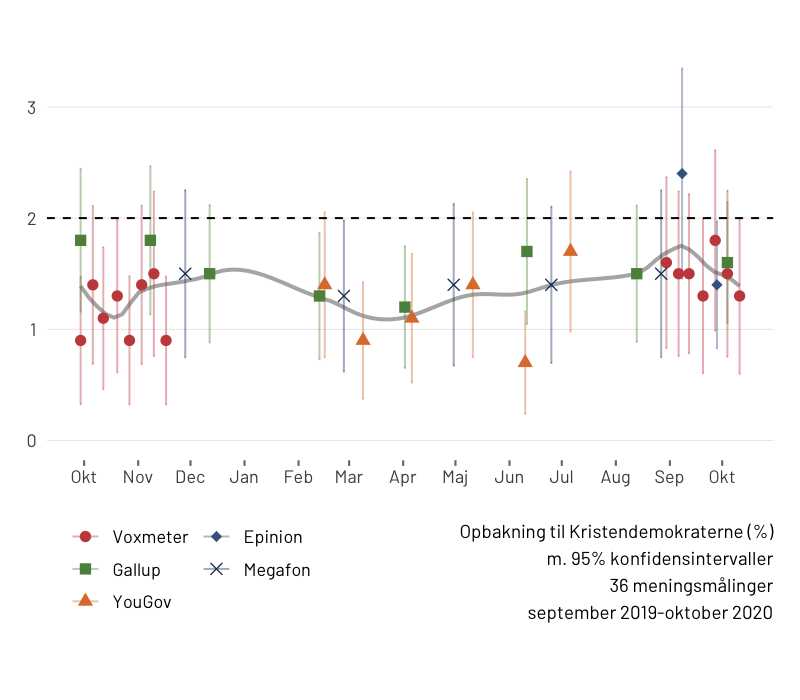 3
2
1
0
Okt Nov Dec Jan Feb Mar Apr Maj Jun Jul Aug Sep Okt
Voxmeter Epinion
Gallup Megafon
YouGov
Opbakning til Kristendemokraterne (%)
m. 95% konfidensintervaller
36 meningsmålinger
september 2019-oktober 2020